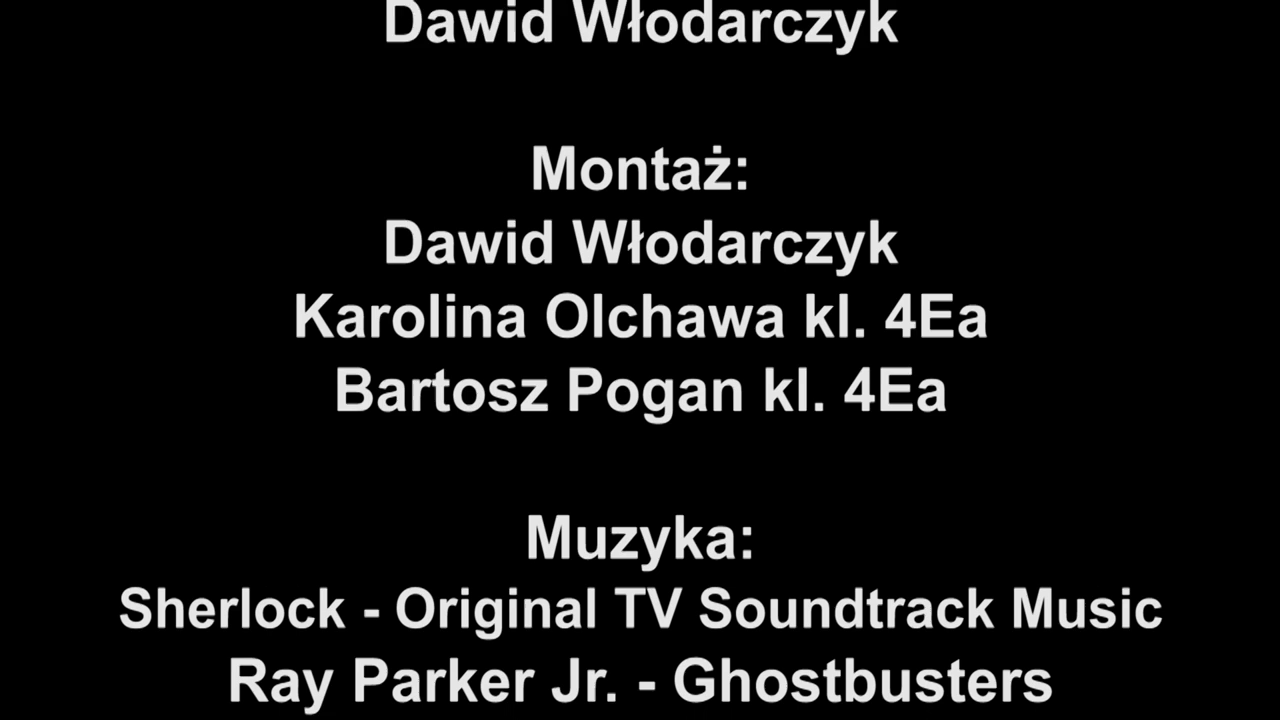 Dawid Włodarczyk
Montaż:
Dawid Włodarczyk
Karolina Olchawa kl. 4Ea
Bartosz Pogan kl. 4Ea
Muzyka:
Sherlock - Original TV Soundtrack Music
Ray Parker Jr. - Ghostbusters